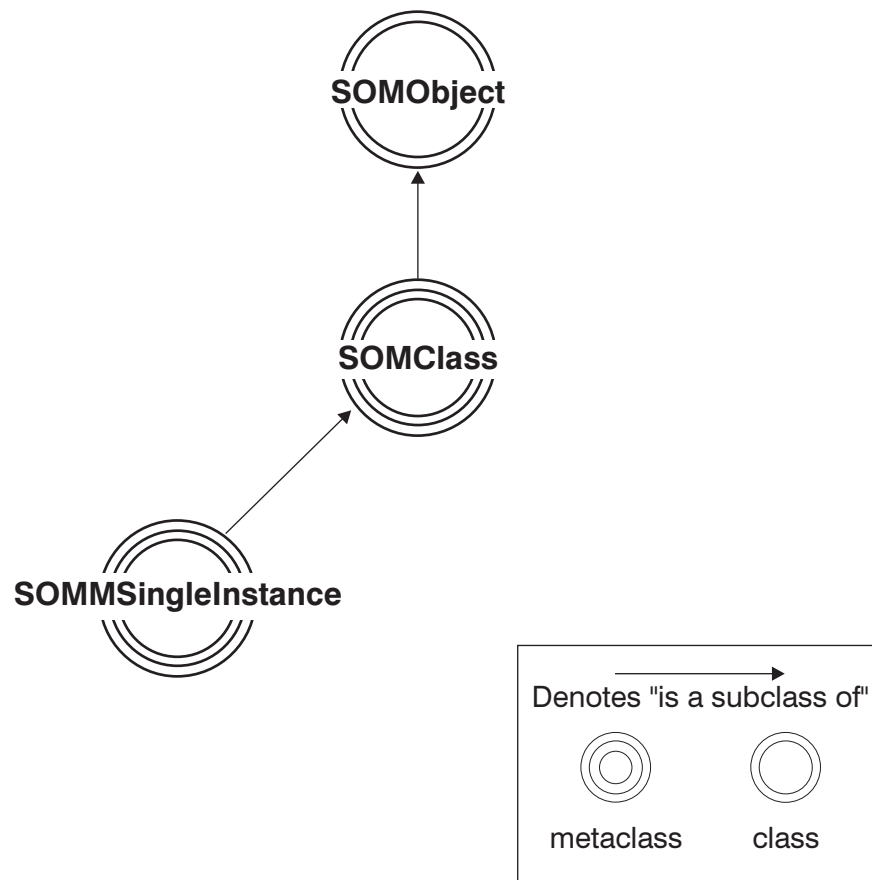 SOMObject
SOMClass
SOMMSingleInstance
Denotes "is a subclass of"
metaclass class